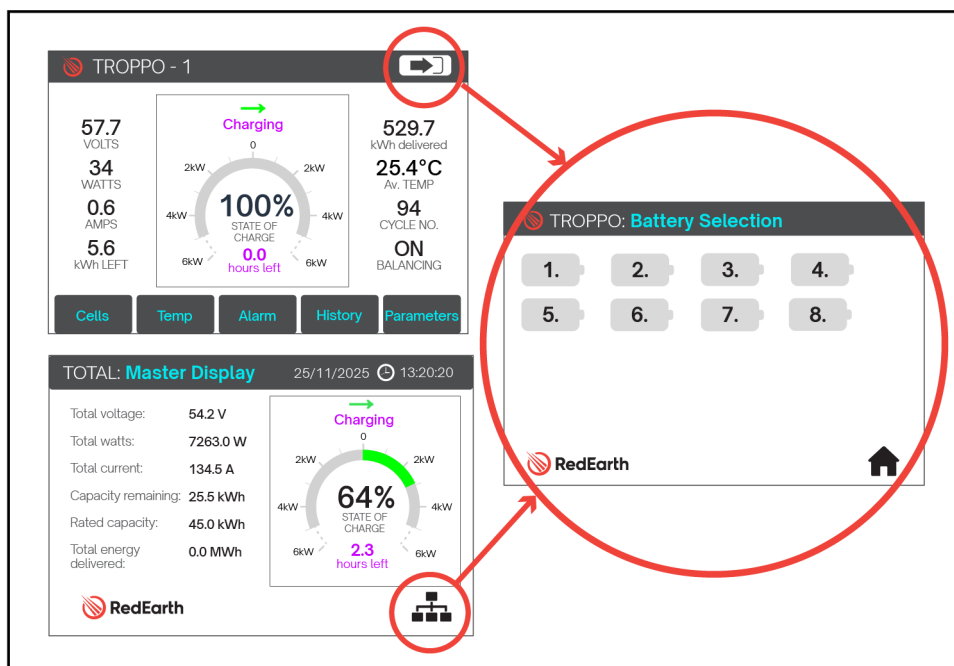 TROPPO - 1
57.7
VOLTS
34
WATTS
0.6
AMPS
5.6
kWh LEFT
Charging
0
2kW
2kW
4kW
4kW
6kW
6kW
100%
STATE OF
CHARGE
0.0
hours left
529.7
kWh delivered
25.4°C
Av. TEMP
94
CYCLE NO.
ON
BALANCING
Cells
Temp
Alarm
History
Parameters
TOTAL: Master Display
25/11/2025 13:20:20
Total voltage: 54.2 V
Total watts: 7263.0 W
Total current: 134.5 A
Capacity remaining: 25.5 kWh
Rated capacity: 45.0 kWh
Total energy
delivered: 0.0 MWh
Charging
0
2kW
2kW
4kW
4kW
6kW
6kW
64%
STATE OF
CHARGE
2.3
hours left
RedEarth
TROPPO: Battery Selection
1. 2. 3. 4.
5. 6. 7. 8.
RedEarth